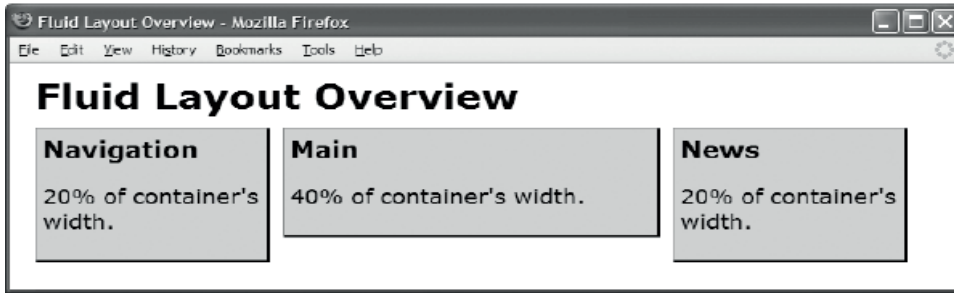 Fluid Layout Overview - Mozilla Firefox
File Edit View History Bookmarks Tools Help
Fluid Layout Overview
Navigation
20% of container's
width.
Main
40% of container's width.
News
20% of container's
width.